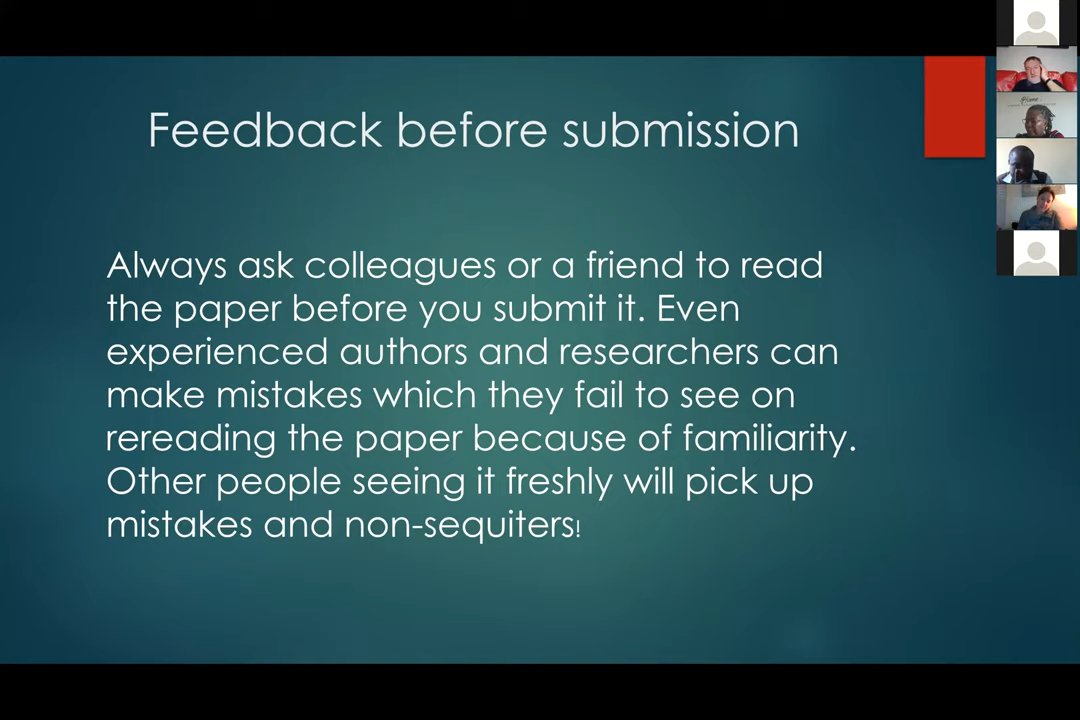 Feedback before submission
Always ask colleagues or a friend to read
the paper before you submit it. Even
experienced authors and researchers can
make mistakes which they fail to see on
rereading the paper because of familiarity.
Other people seeing it freshly will pick up
mistakes and non-sequiters!